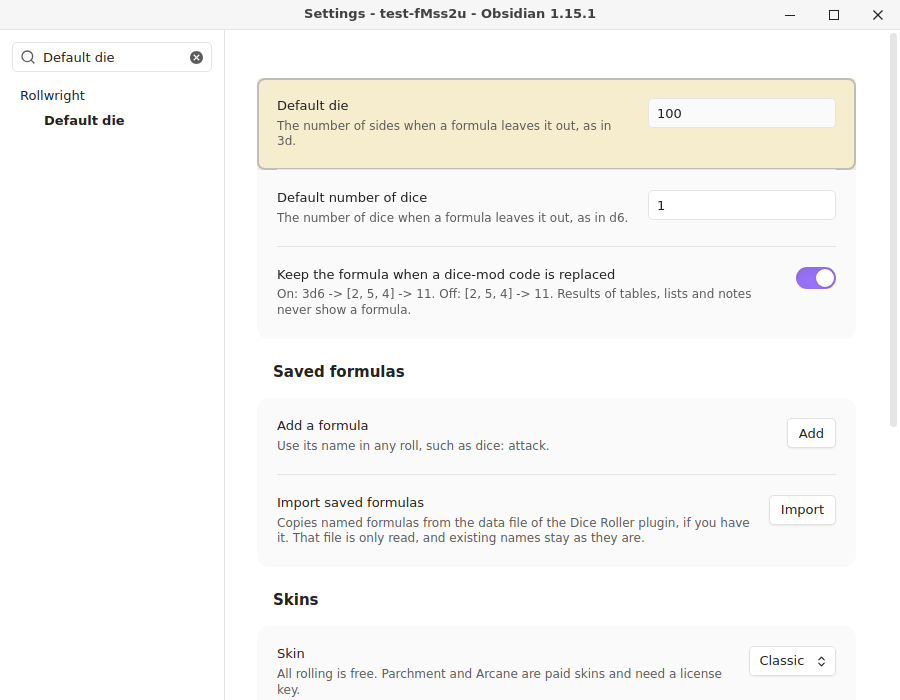 Settings - test-fMss2u - Obsidian 1.15.1
Default die
Rollwright
Default die
Default die
The number of sides when a formula leaves it out, as in
3d.
100
Default number of dice
The number of dice when a formula leaves it out, as in d6.
1
Keep the formula when a dice-mod code is replaced
On: 3d6 -> [2, 5, 4] -> 11. Off: [2, 5, 4] -> 11. Results of tables, lists and notes
never show a formula.
Saved formulas
Add a formula
Use its name in any roll, such as dice: attack.
Add
Import saved formulas
Copies named formulas from the data file of the Dice Roller plugin, if you have
it. That file is only read, and existing names stay as they are.
Import
Skins
Skin
All rolling is free. Parchment and Arcane are paid skins and need a license
key.
Classic